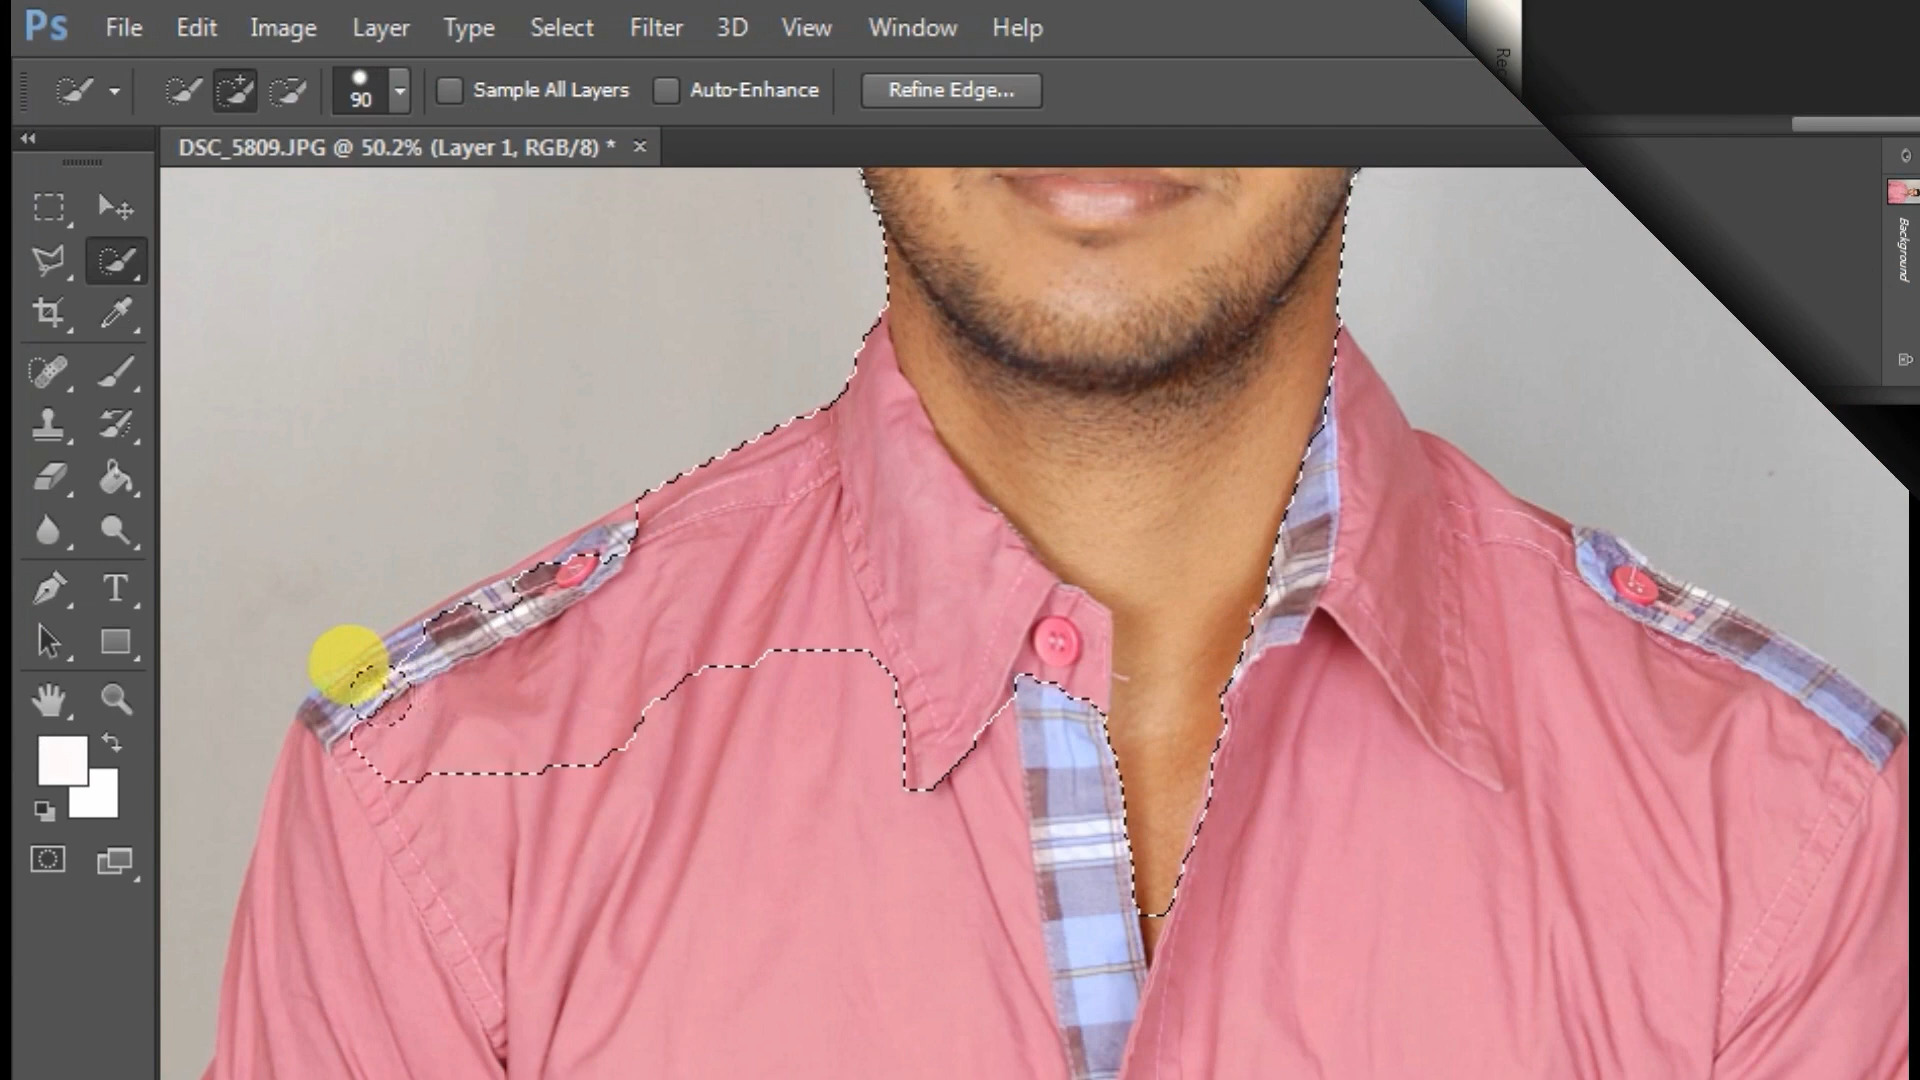 Ps File Edit Image Layer Type Select Filter 3D View Window Help
90 Sample All Layers Auto-Enhance Refine Edge...
DSC_5809.JPG @ 50.2% (Layer 1, RGB/8) * ×
T
Background